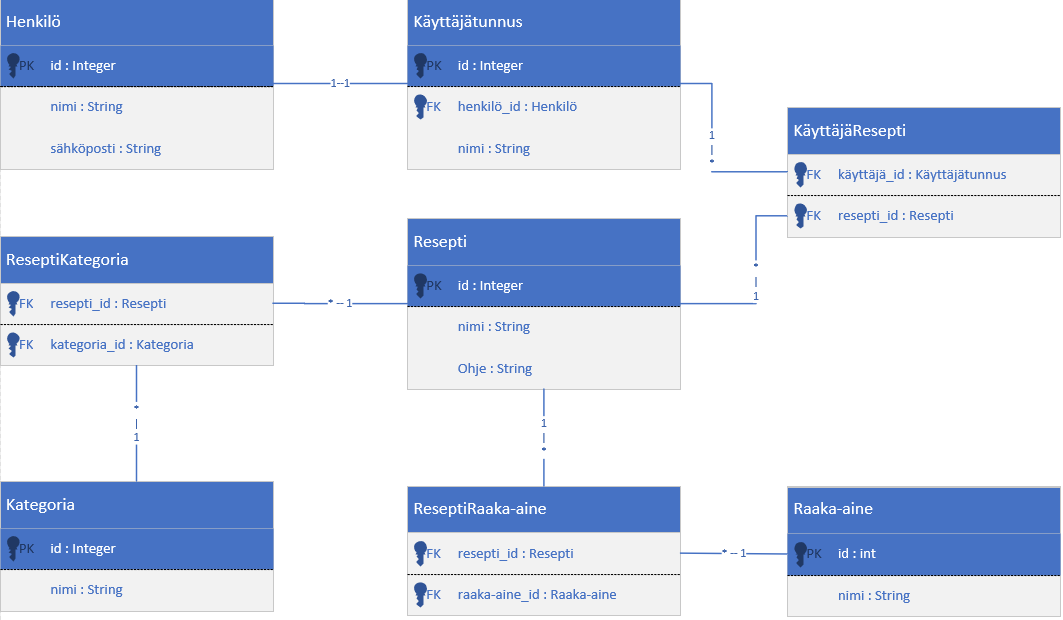 Henkilö
PK id : Integer
nimi : String
sähköposti : String
1--1
Käyttäjätunnus
PK id : Integer
FK henkilö_id : Henkilö
nimi : String
1
|
*
KäyttäjäResepti
FK käyttäjä_id : Käyttäjätunnus
FK resepti_id : Resepti
*
|
1
ReseptiKategoria
FK resepti_id : Resepti
FK kategoria_id : Kategoria
* -- 1
Resepti
PK id : Integer
nimi : String
Ohje : String
*
|
1
1
|
*
Kategoria
PK id : Integer
nimi : String
ReseptiRaaka-aine
FK resepti_id : Resepti
FK raaka-aine_id : Raaka-aine
* -- 1
Raaka-aine
PK id : int
nimi : String